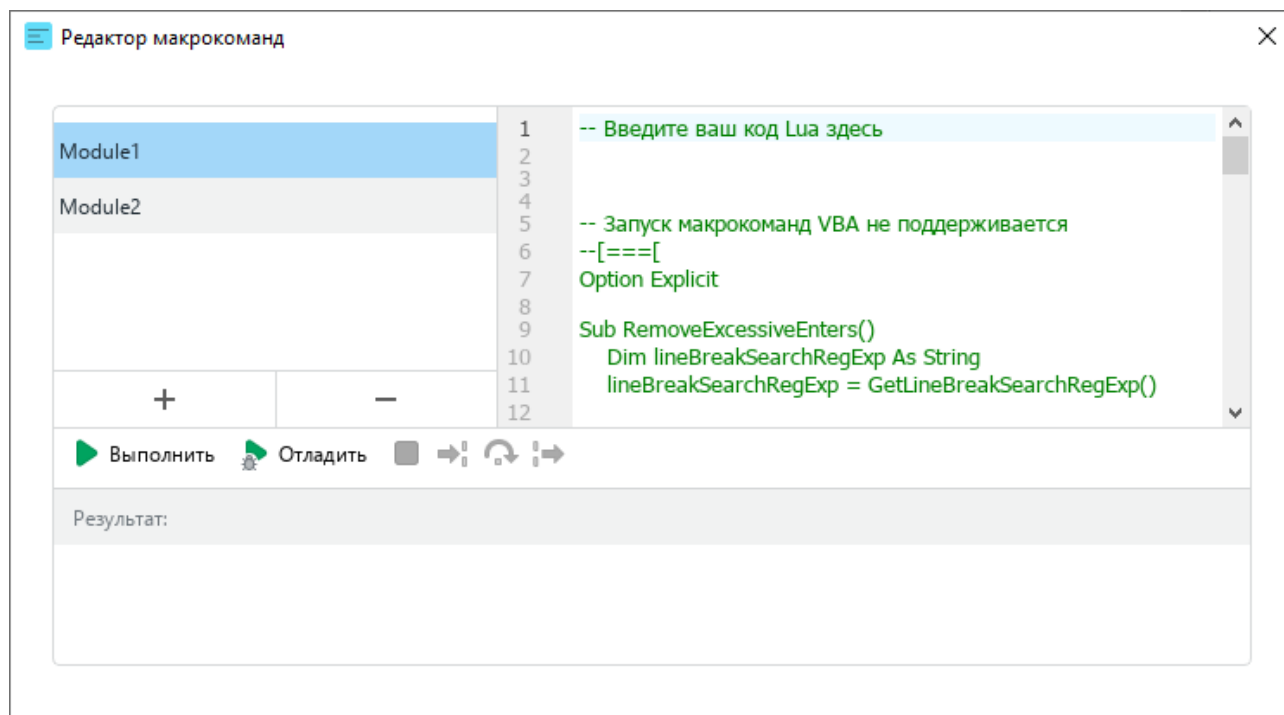 Редактор макрокоманд
Module1
Module2
1 -- Введите ваш код Lua здесь
2
3
4
5 -- Запуск макрокоманд VBA не поддерживается
6 --[===[
7 Option Explicit
8
9 Sub RemoveExcessiveEnters()
10 Dim lineBreakSearchRegExp As String
11 lineBreakSearchRegExp = GetLineBreakSearchRegExp()
12
Выполнить Отладить
Результат: